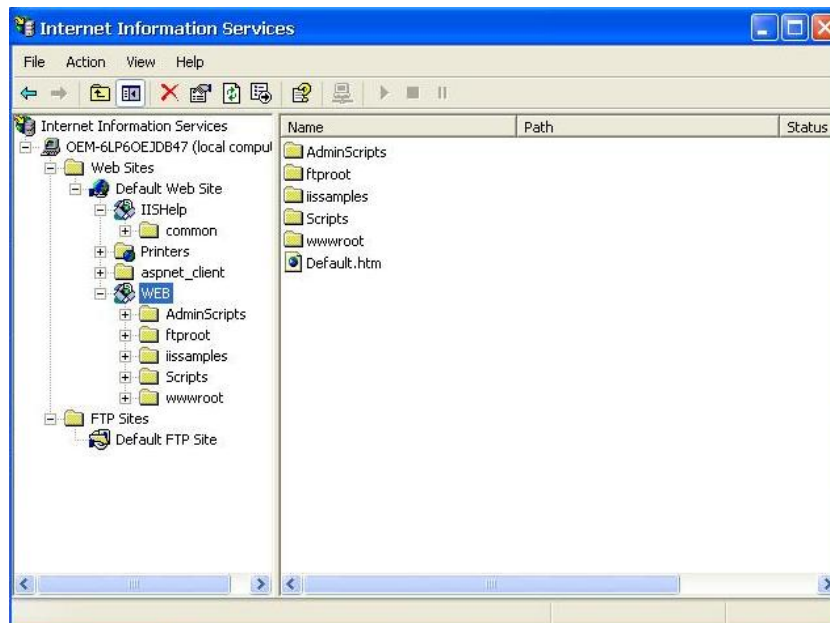 Internet Information Services
File Action View Help
Internet Information Services
OEM-6LP6OEJDB47 (local comput
Web Sites
Default Web Site
IISHelp
common
Printers
aspnet_client
WEB
AdminScripts
ftproot
iissamples
Scripts
wwwroot
FTP Sites
Default FTP Site
Name Path Status
AdminScripts
ftproot
iissamples
Scripts
wwwroot
Default.htm